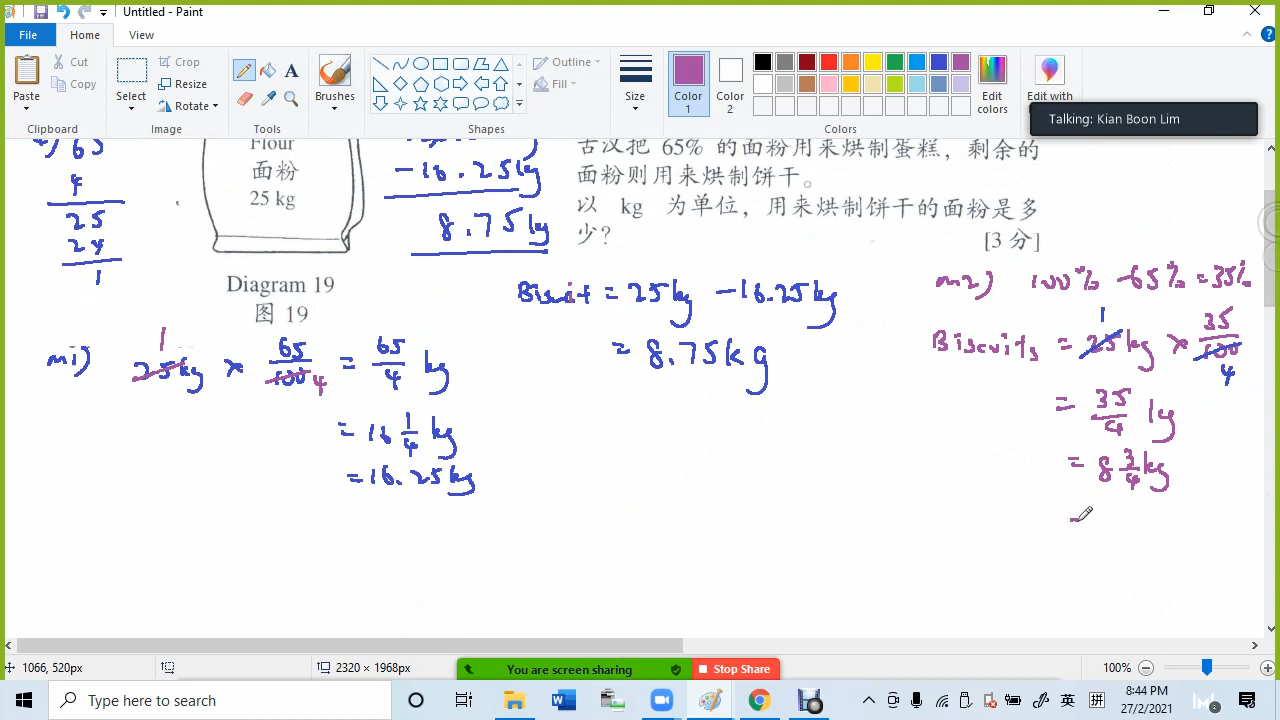 Untitled - Paint
File
Home
View
Paste
Cut
Copy
Clipboard
Select
Crop
Resize
Rotate
Image
A
Tools
Brushes
Outline
Fill
Shapes
Size
Color 1
Color 2
Edit colors
Edit with
Colors
Talking: Kian Boon Lim
65
4
25
24
1
Flour
面粉
25 kg
Diagram 19
图 19
-16.25kg
8.75kg
古汉把 65% 的面粉用来烘制蛋糕，剩余的
面粉则用来烘制饼干。
以 kg 为单位，用来烘制饼干的面粉是多
少？
[3 分]
m1) 25kg × 65/100 = 65/4 kg
1
4
= 16 1/4 kg
= 16.25kg
Biscuit = 25kg - 16.25kg
= 8.75kg
m2) 100% - 65% = 35%
Biscuits = 25kg × 35/100
1
4
= 35/4 kg
= 8 3/4 kg
=
1066, 520px
2320 × 1968px
You are screen sharing
Stop Share
100%
Type here to search
英
拼
8:44 PM
27/2/2021
2